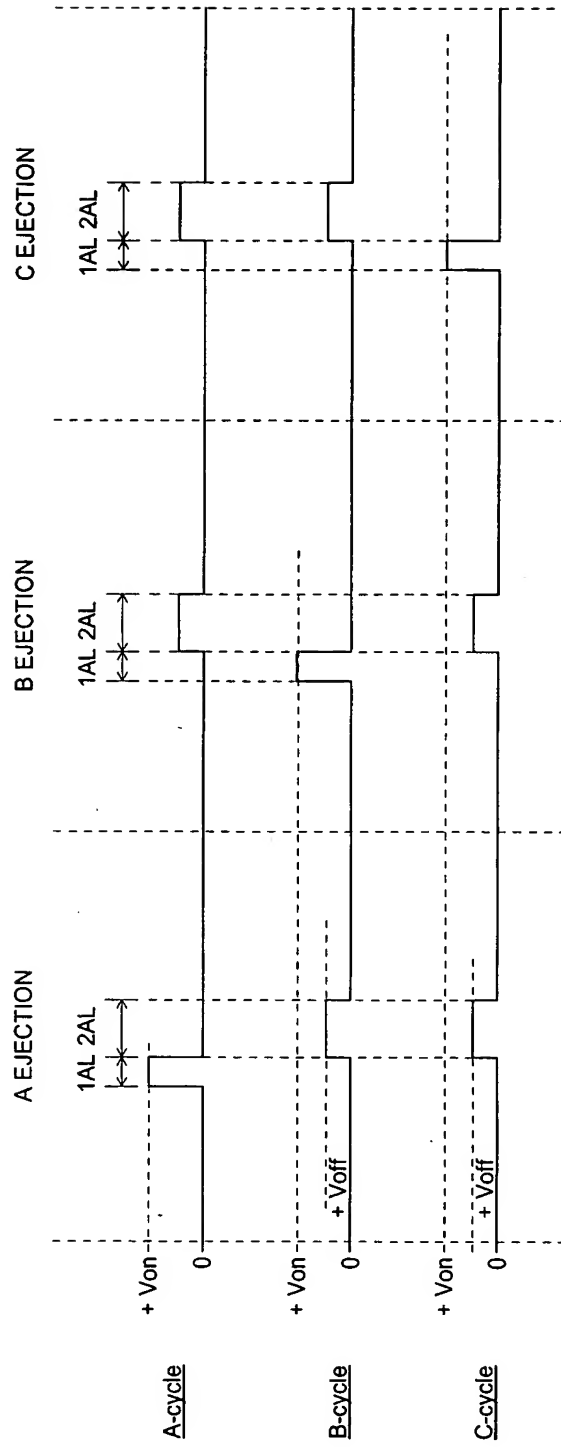 A EJECTION
B EJECTION
C EJECTION
1AL 2AL
1AL 2AL
1AL 2AL
A-cycle
+ Von
0
B-cycle
+ Von
+ Voff
0
C-cycle
+ Von
+ Voff
0